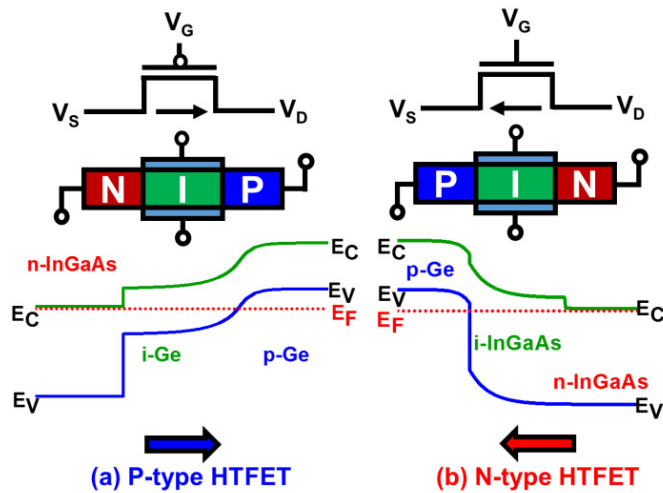 V_G
V_S V_D
N I P
n-InGaAs
E_C
E_C
E_V
E_F
i-Ge p-Ge
E_V
(a) P-type HTFET
V_G
V_S V_D
P I N
E_C
p-Ge
E_V
E_F
E_C
i-InGaAs
n-InGaAs
E_V
(b) N-type HTFET